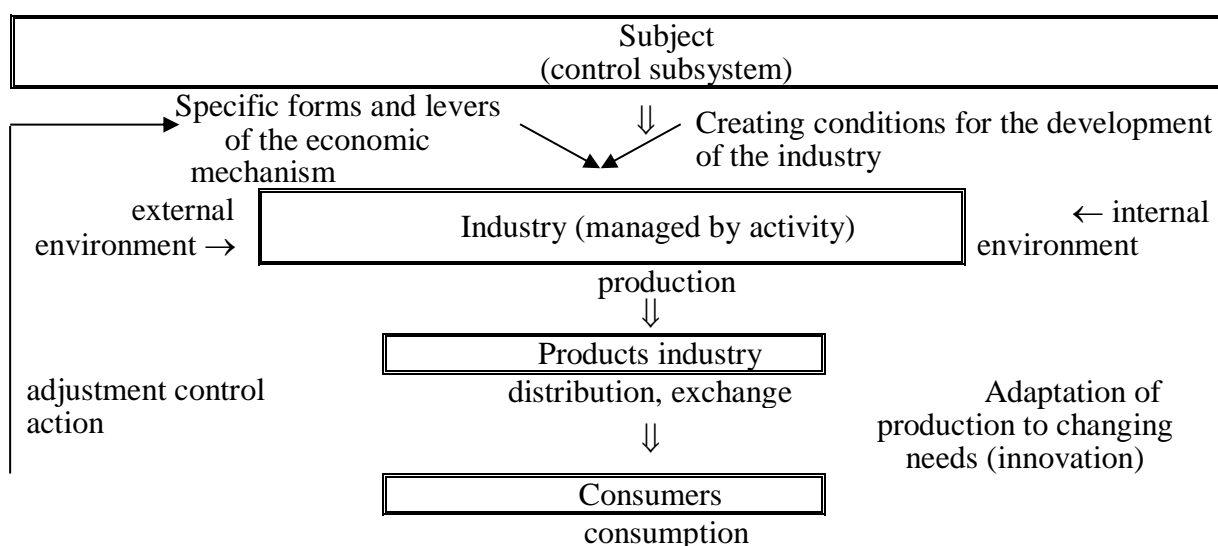 Subject
(control subsystem)
Specific forms and levers
of the economic
mechanism
⇓
Creating conditions for the development
of the industry
external
environment →
Industry (managed by activity)
← internal
environment
production
⇓
Products industry
distribution, exchange
adjustment control
action
⇓
Adaptation of
production to changing
needs (innovation)
Consumers
consumption